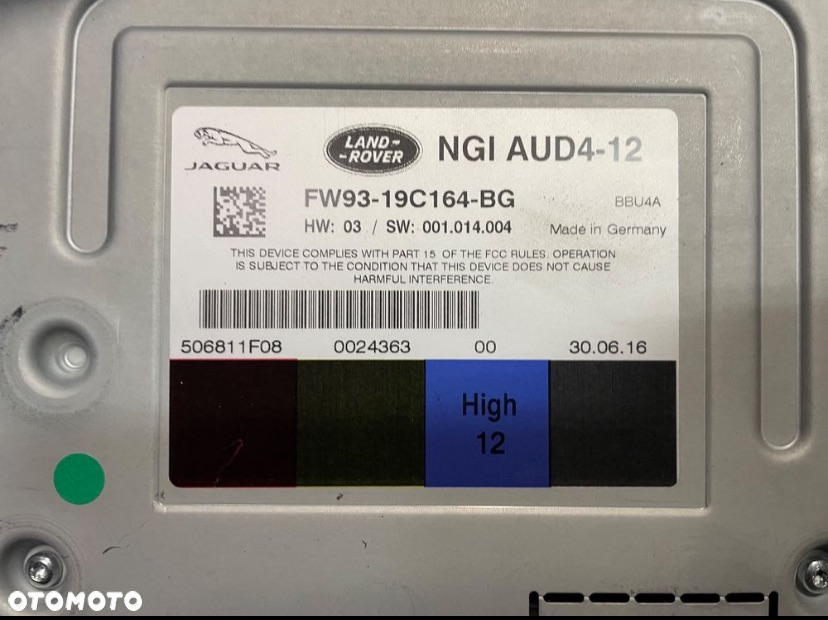 JAGUAR
LAND-
-ROVER
NGI AUD4-12
FW93-19C164-BG
BBU4A
HW: 03 / SW: 001.014.004
Made in Germany
THIS DEVICE COMPLIES WITH PART 15 OF THE FCC RULES. OPERATION
IS SUBJECT TO THE CONDITION THAT THIS DEVICE DOES NOT CAUSE
HARMFUL INTERFERENCE.
506811F08 0024363 00 30.06.16
High
12
OTOMOTO